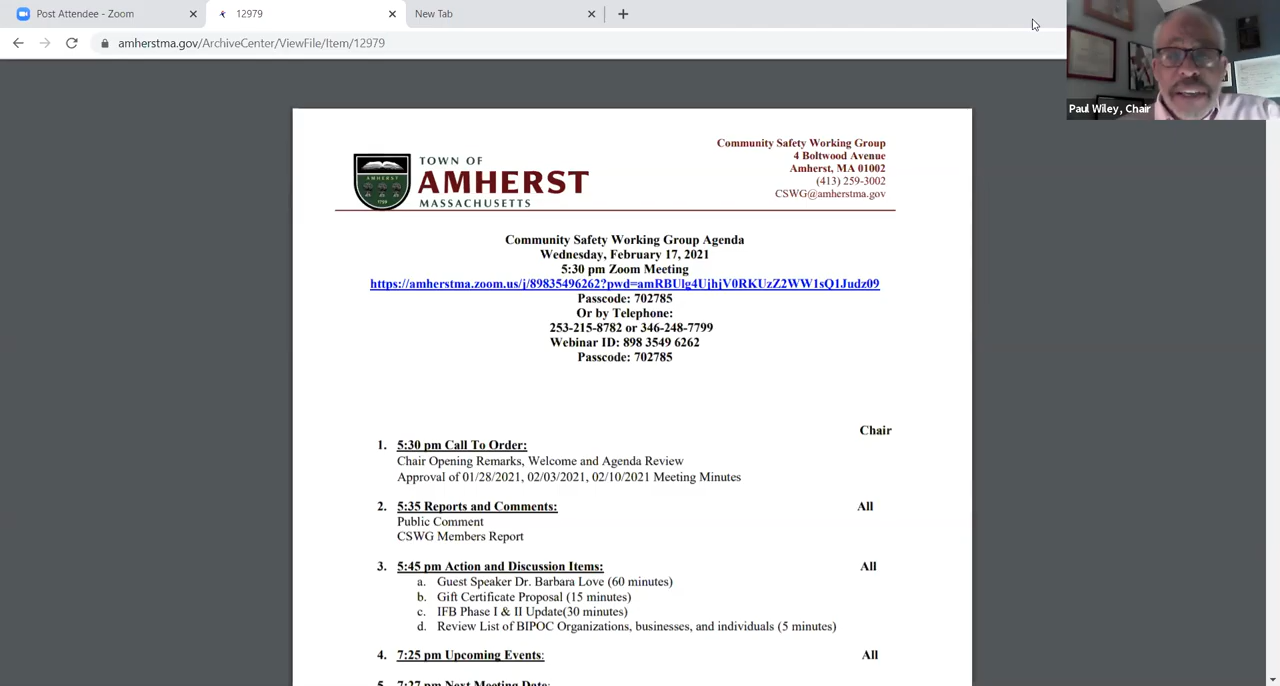 Post Attendee - Zoom
12979
New Tab
amherstma.gov/ArchiveCenter/ViewFile/Item/12979
Paul Wiley, Chair
Community Safety Working Group
4 Boltwood Avenue
Amherst, MA 01002
(413) 259-3002
CSWG@amherstma.gov
TOWN OF
AMHERST
MASSACHUSETTS
Community Safety Working Group Agenda
Wednesday, February 17, 2021
5:30 pm Zoom Meeting
https://amherstma.zoom.us/j/89835496262?pwd=amRBUlg4UjhjV0RKUzZ2WW1sQ1Judz09
Passcode: 702785
Or by Telephone:
253-215-8782 or 346-248-7799
Webinar ID: 898 3549 6262
Passcode: 702785
Chair
1. 5:30 pm Call To Order:
Chair Opening Remarks, Welcome and Agenda Review
Approval of 01/28/2021, 02/03/2021, 02/10/2021 Meeting Minutes
2. 5:35 Reports and Comments: All
Public Comment
CSWG Members Report
3. 5:45 pm Action and Discussion Items: All
a. Guest Speaker Dr. Barbara Love (60 minutes)
b. Gift Certificate Proposal (15 minutes)
c. IFB Phase I & II Update(30 minutes)
d. Review List of BIPOC Organizations, businesses, and individuals (5 minutes)
4. 7:25 pm Upcoming Events: All
5. 7:27 pm Next Meeting Date: